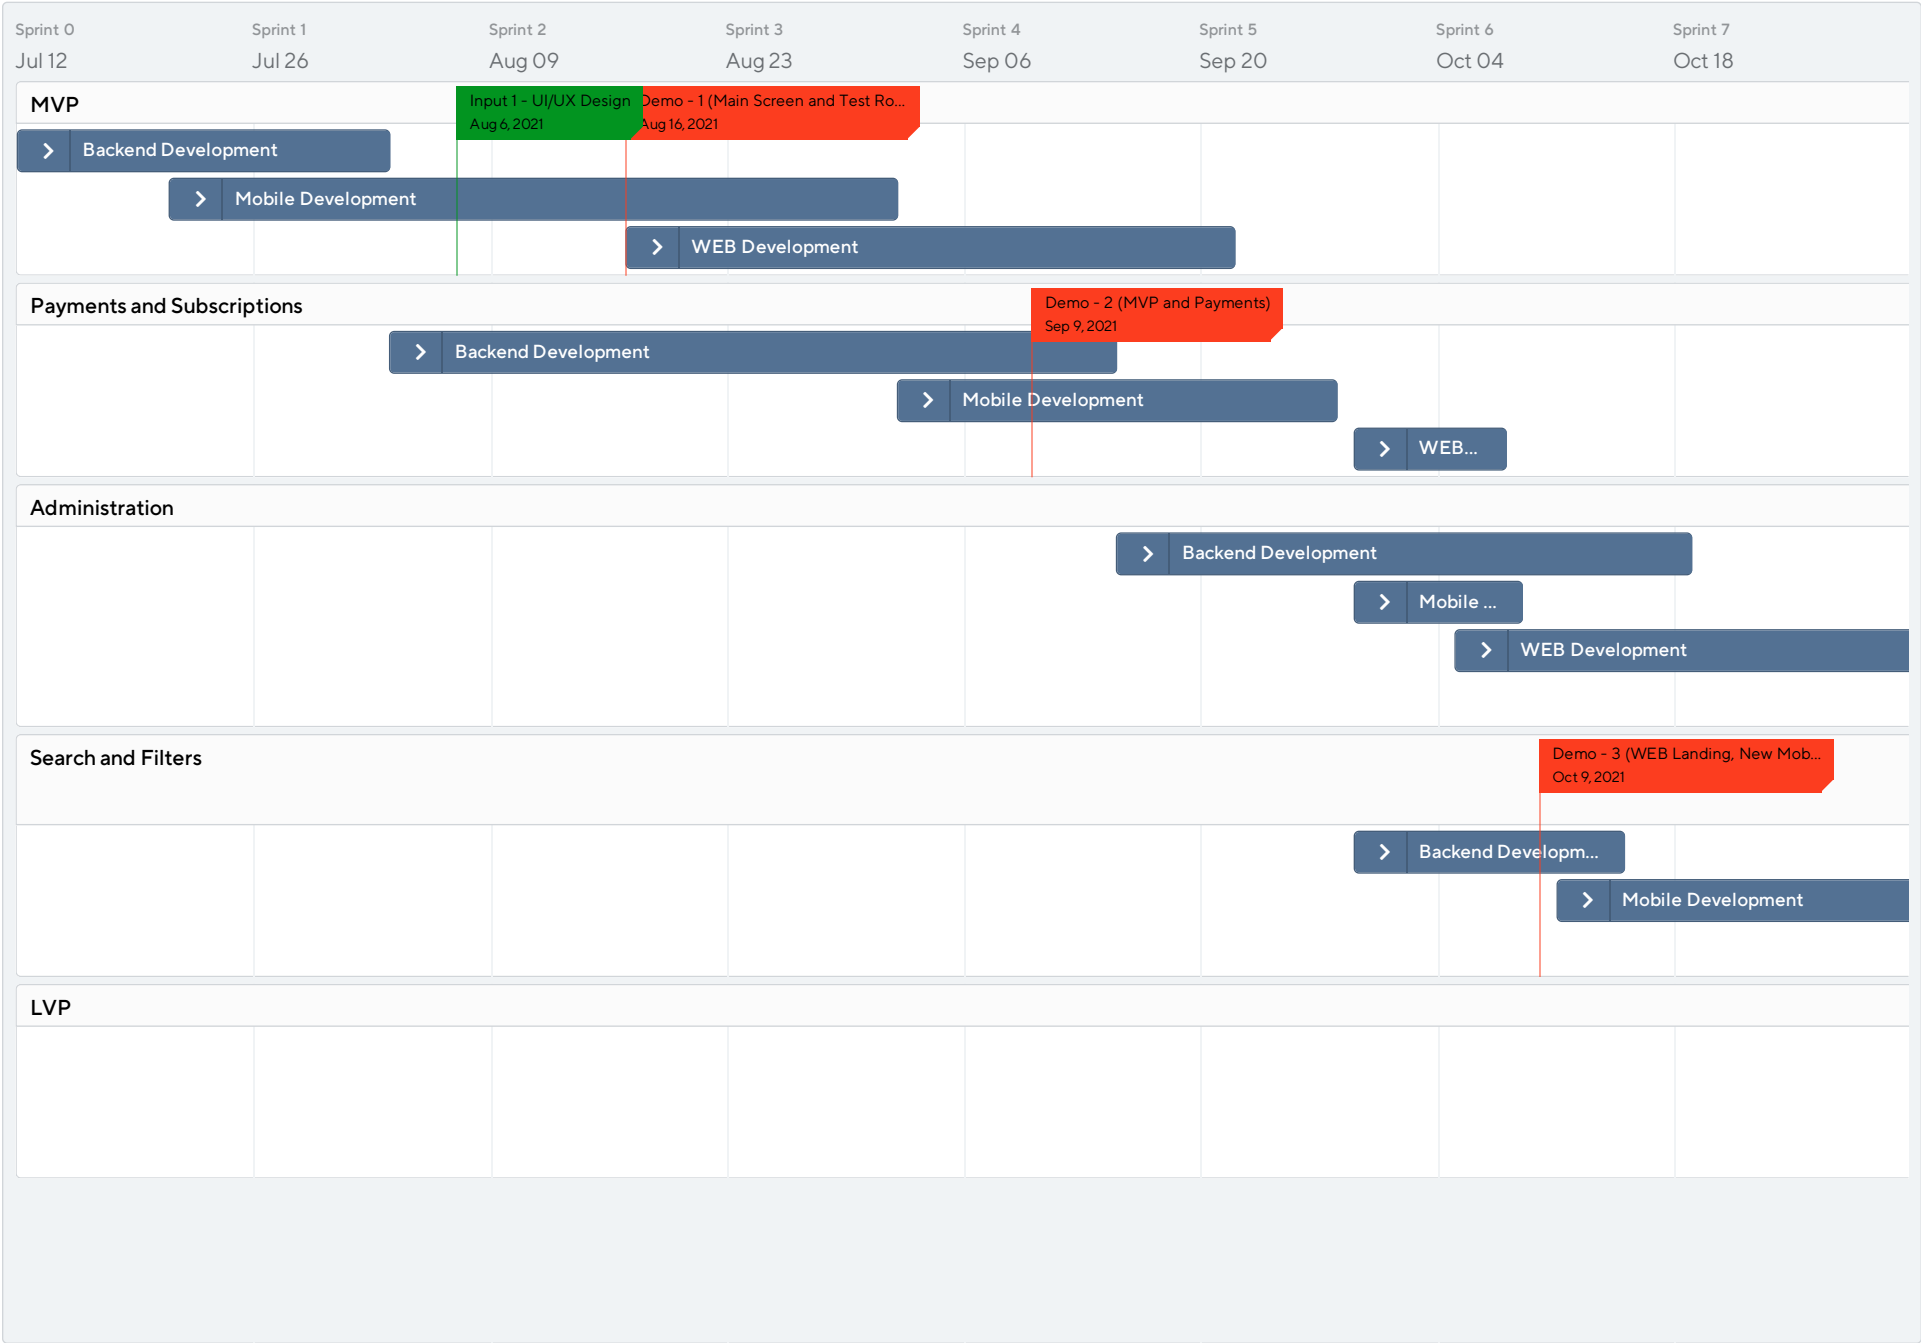 Sprint 0
Sprint 1
Sprint 2
Sprint 3
Sprint 4
Sprint 5
Sprint 6
Sprint 7
Jul 12
Jul 26
Aug 09
Aug 23
Sep 06
Sep 20
Oct 04
Oct 18
MVP
Input 1 - UI/UX Design
Aug 6, 2021
Demo - 1 (Main Screen and Test Ro...
Aug 16, 2021
Backend Development
Mobile Development
WEB Development
Payments and Subscriptions
Demo - 2 (MVP and Payments)
Sep 9, 2021
Backend Development
Mobile Development
WEB...
Administration
Backend Development
Mobile ...
WEB Development
Search and Filters
Demo - 3 (WEB Landing, New Mob...
Oct 9, 2021
Backend Developm...
Mobile Development
LVP